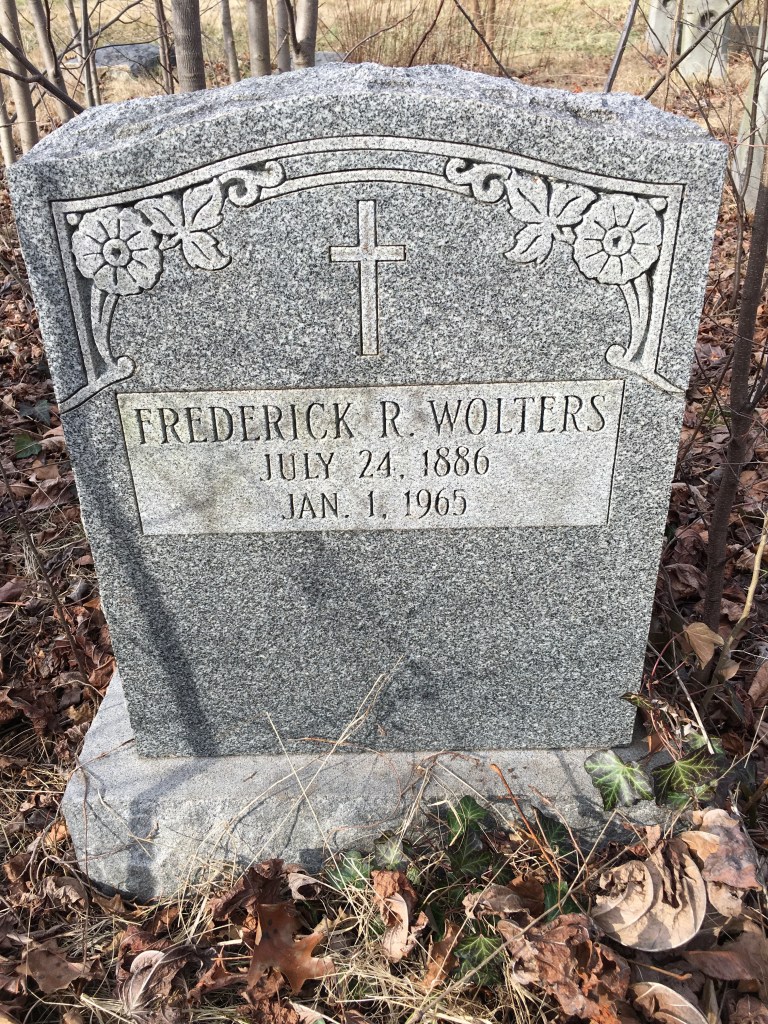 FREDERICK R. WOLTERS
JULY 24, 1886
JAN. 1, 1965